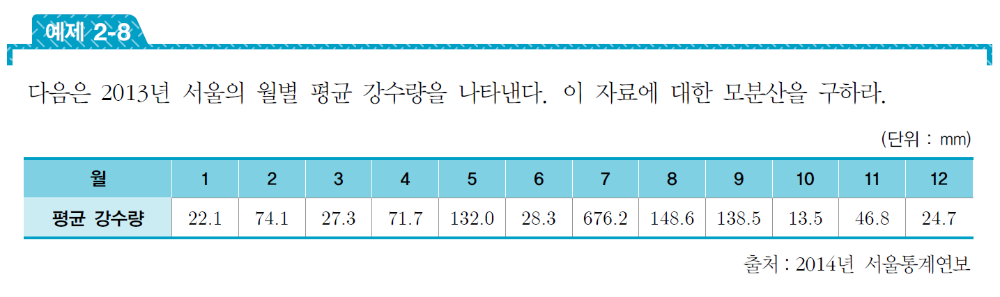 예제 2-8
다음은 2013년 서울의 월별 평균 강수량을 나타낸다. 이 자료에 대한 모분산을 구하라.
(단위 : mm)
월 1 2 3 4 5 6 7 8 9 10 11 12
평균 강수량 22.1 74.1 27.3 71.7 132.0 28.3 676.2 148.6 138.5 13.5 46.8 24.7
출처 : 2014년 서울통계연보